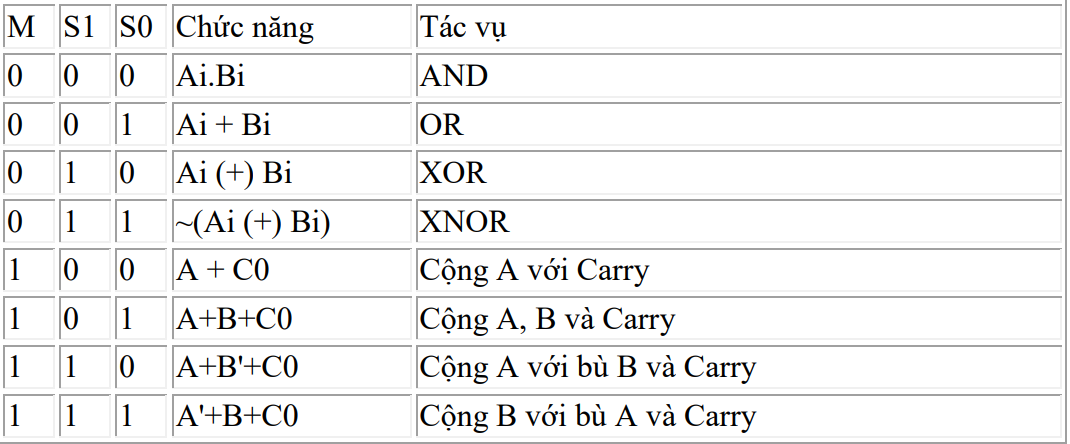 M S1 S0 Chức năng Tác vụ
0 0 0 Ai.Bi AND
0 0 1 Ai + Bi OR
0 1 0 Ai (+) Bi XOR
0 1 1 ~(Ai (+) Bi) XNOR
1 0 0 A + C0 Cộng A với Carry
1 0 1 A+B+C0 Cộng A, B và Carry
1 1 0 A+B'+C0 Cộng A với bù B và Carry
1 1 1 A'+B+C0 Cộng B với bù A và Carry